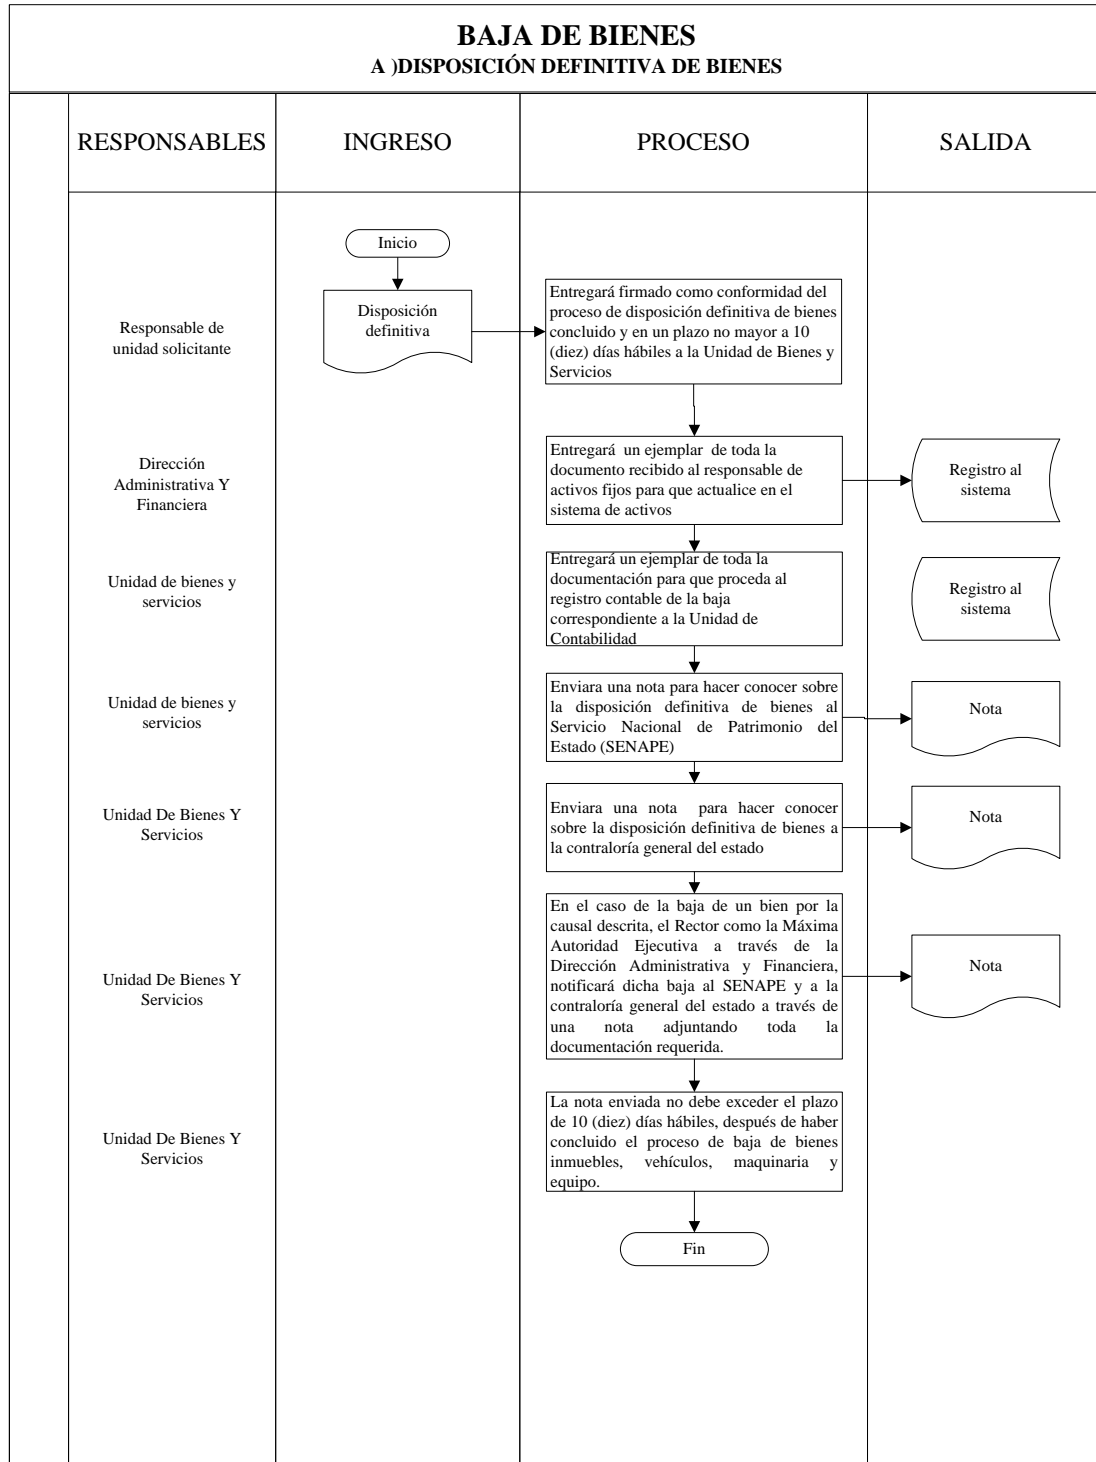 BAJA DE BIENES
A )DISPOSICIÓN DEFINITIVA DE BIENES
RESPONSABLES
INGRESO
PROCESO
SALIDA
Inicio
Responsable de
unidad solicitante
Disposición
definitiva
Entregará firmado como conformidad del
proceso de disposición definitiva de bienes
concluido y en un plazo no mayor a 10
(diez) días hábiles a la Unidad de Bienes y
Servicios
Dirección
Administrativa Y
Financiera
Entregará un ejemplar de toda la
documento recibido al responsable de
activos fijos para que actualice en el
sistema de activos
Registro al
sistema
Unidad de bienes y
servicios
Entregará un ejemplar de toda la
documentación para que proceda al
registro contable de la baja
correspondiente a la Unidad de
Contabilidad
Registro al
sistema
Unidad de bienes y
servicios
Enviara una nota para hacer conocer sobre
la disposición definitiva de bienes al
Servicio Nacional de Patrimonio del
Estado (SENAPE)
Nota
Unidad De Bienes Y
Servicios
Enviara una nota para hacer conocer
sobre la disposición definitiva de bienes a
la contraloría general del estado
Nota
Unidad De Bienes Y
Servicios
En el caso de la baja de un bien por la
causal descrita, el Rector como la Máxima
Autoridad Ejecutiva a través de la
Dirección Administrativa y Financiera,
notificará dicha baja al SENAPE y a la
contraloría general del estado a través de
una nota adjuntando toda la
documentación requerida.
Nota
Unidad De Bienes Y
Servicios
La nota enviada no debe exceder el plazo
de 10 (diez) días hábiles, después de haber
concluido el proceso de baja de bienes
inmuebles, vehículos, maquinaria y
equipo.
Fin